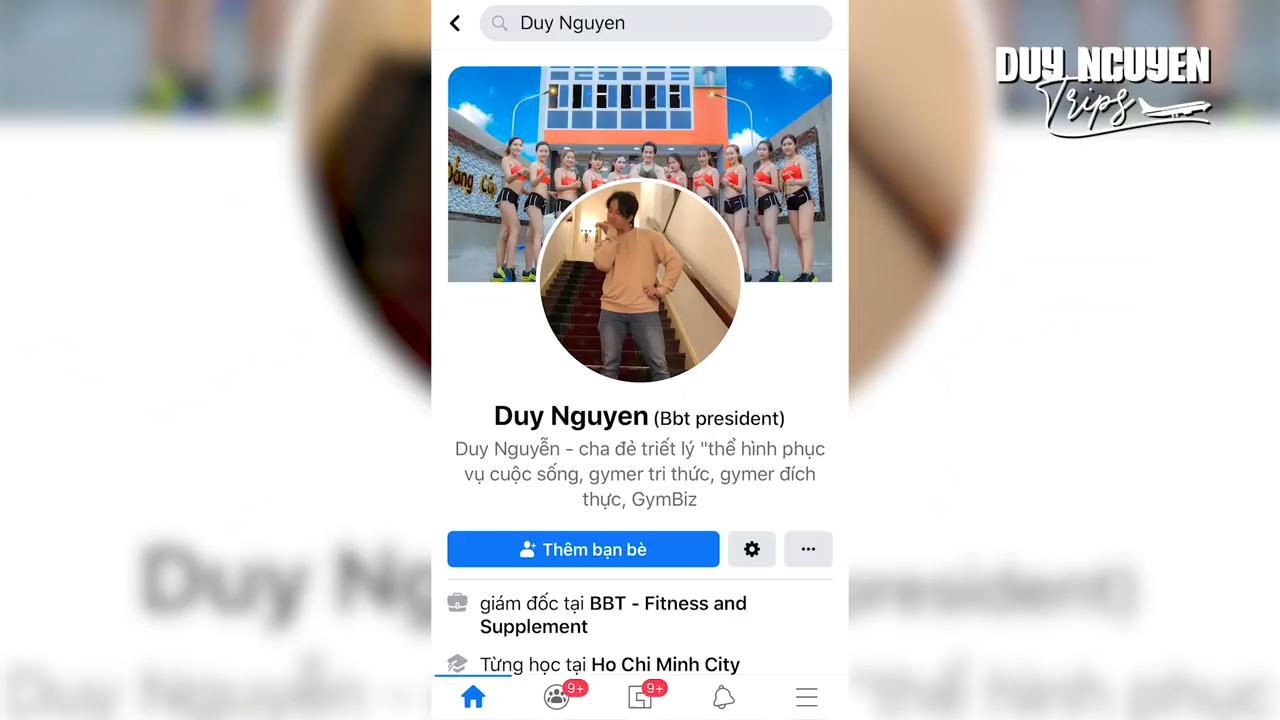 Duy Nguyen
DUY NGUYEN
Trips
Duy Nguyen (Bbt president)
Duy Nguyễn - cha đẻ triết lý "thể hình phục
vụ cuộc sống, gymer tri thức, gymer đích
thực, GymBiz
Thêm bạn bè
giám đốc tại BBT - Fitness and
Supplement
Từng học tại Ho Chi Minh City
9+
9+